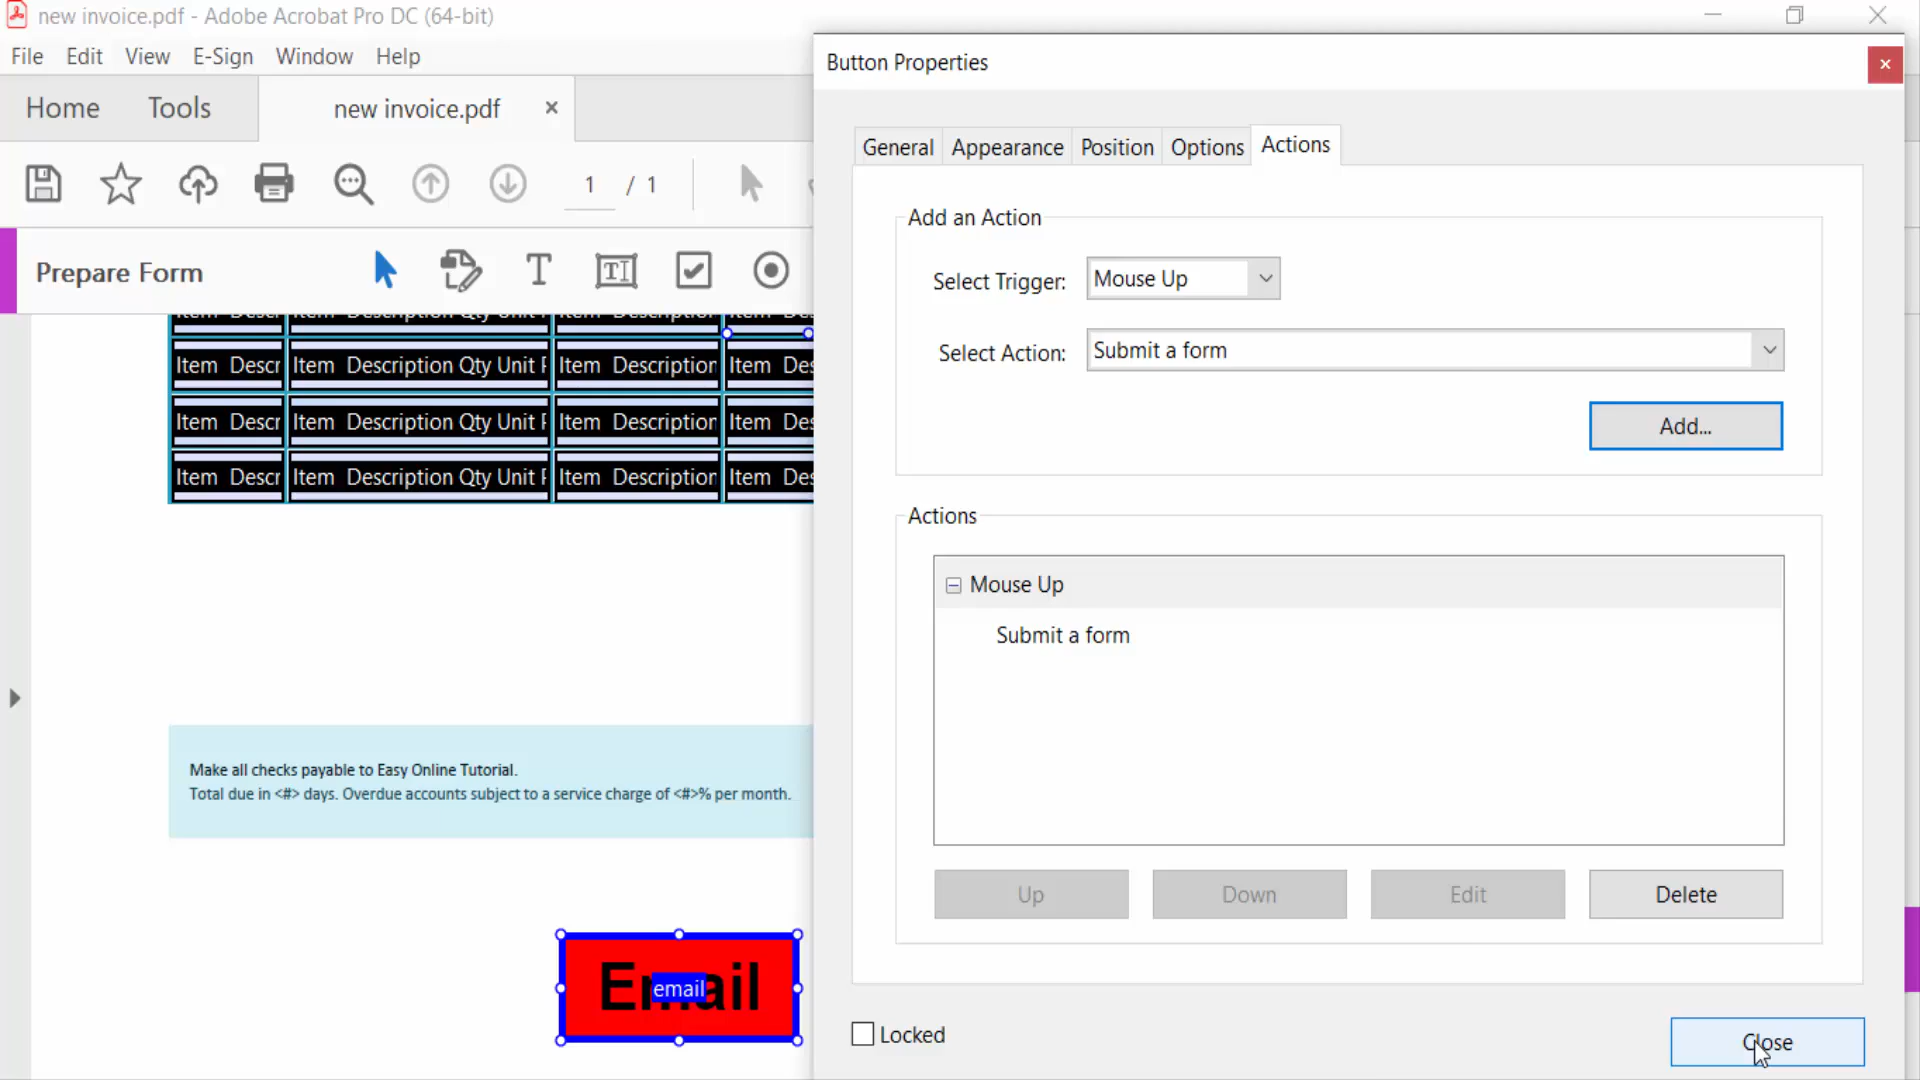 new invoice.pdf - Adobe Acrobat Pro DC (64-bit)
File Edit View E-Sign Window Help
Home Tools new invoice.pdf
1 / 1
Prepare Form
Item Descr Item Description Qty Unit Item Description Item Des
Item Descr Item Description Qty Unit Item Description Item Des
Item Descr Item Description Qty Unit Item Description Item Des
Make all checks payable to Easy Online Tutorial.
Total due in <#> days. Overdue accounts subject to a service charge of <#>% per month.
Email
email
Button Properties
General Appearance Position Options Actions
Add an Action
Select Trigger: Mouse Up
Select Action: Submit a form
Add...
Actions
Mouse Up
Submit a form
Up Down Edit Delete
Locked
Close